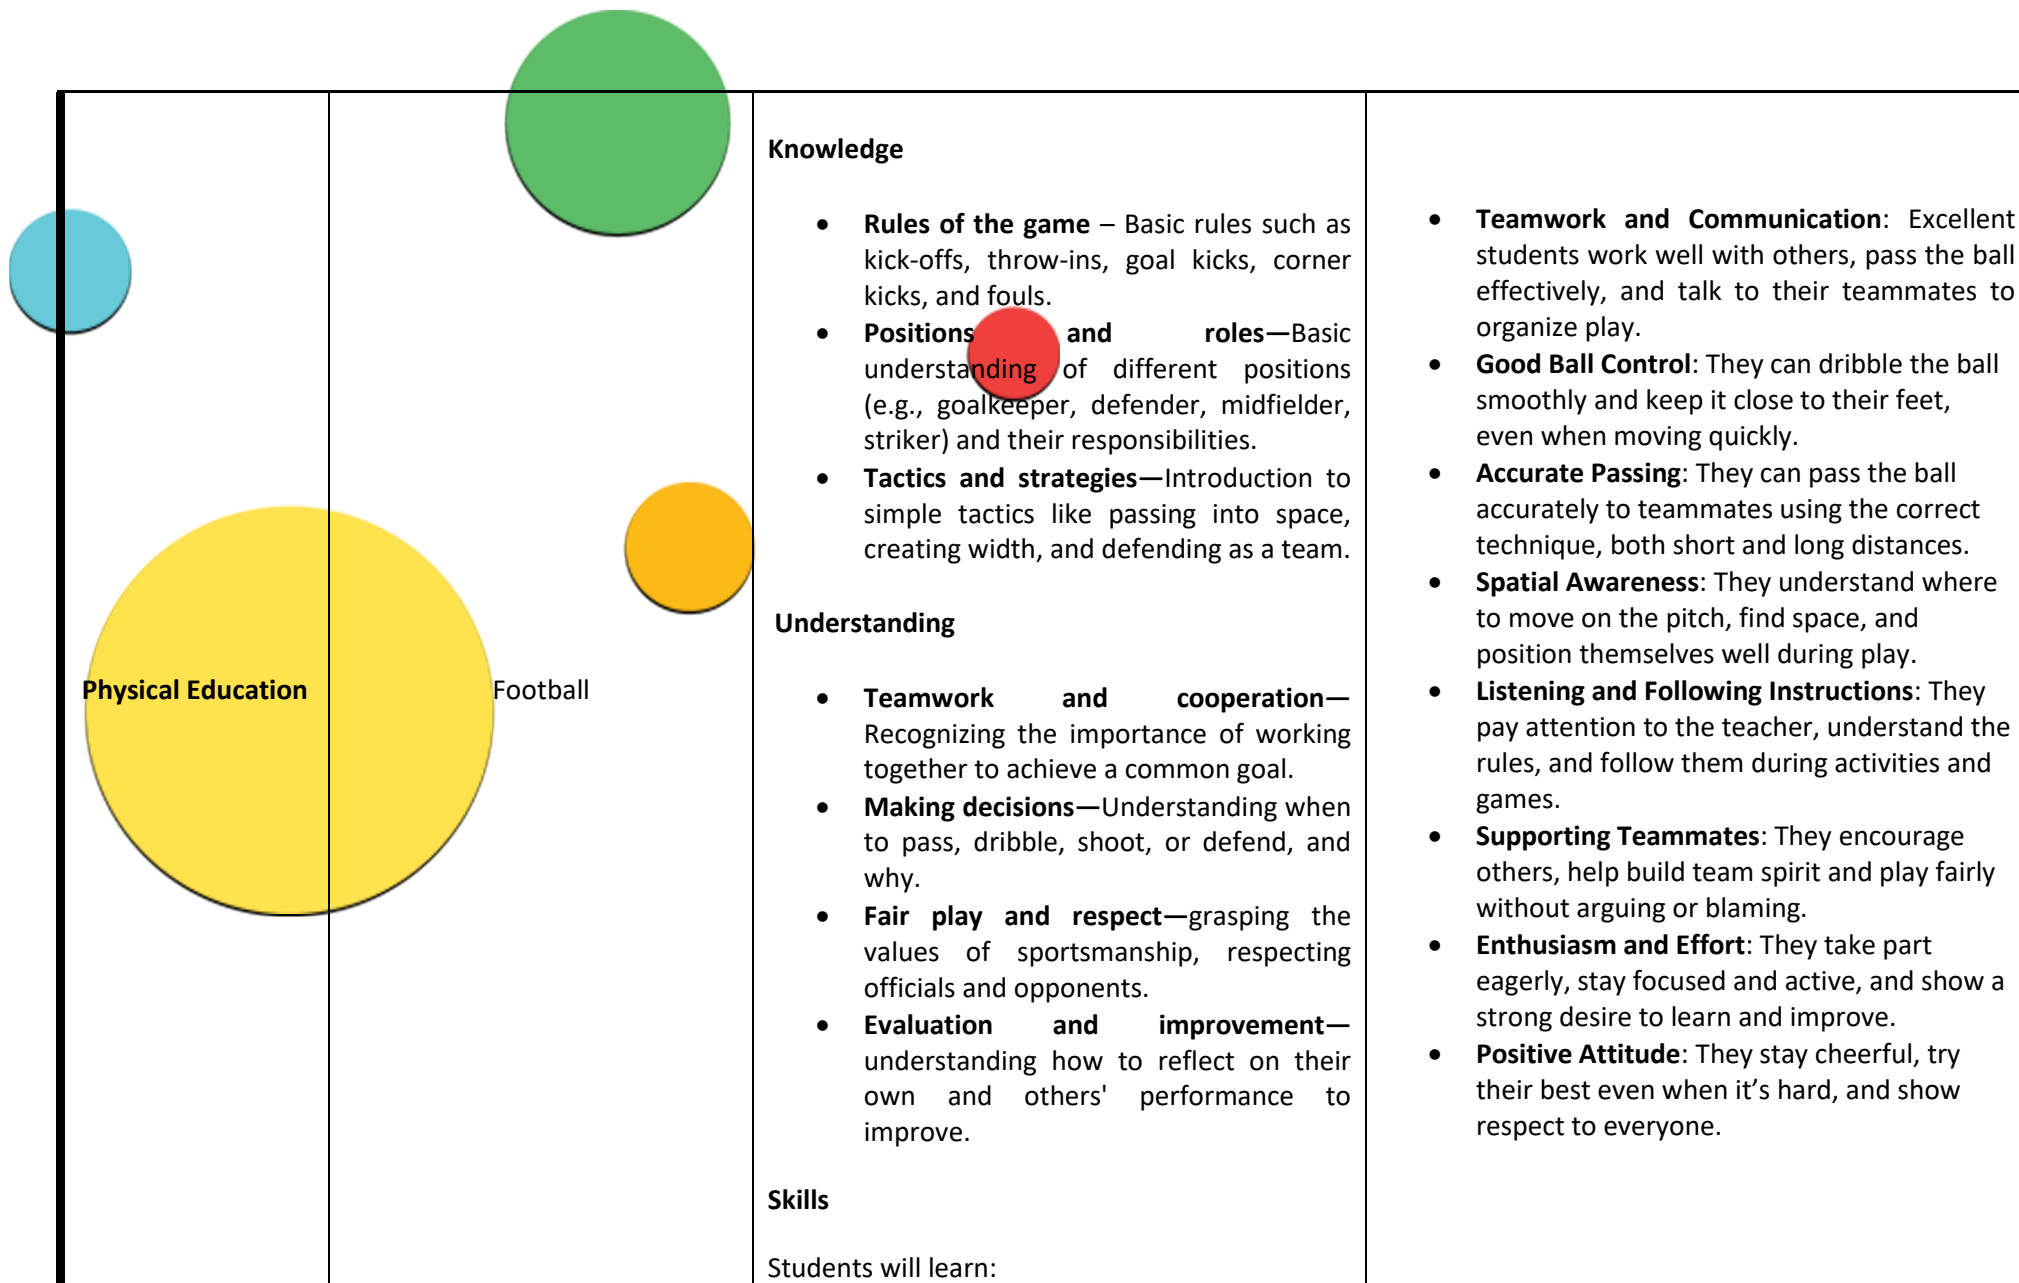 Physical Education
Football
Knowledge
• Rules of the game – Basic rules such as
kick-offs, throw-ins, goal kicks, corner
kicks, and fouls.
• Positions and roles—Basic
understanding of different positions
(e.g., goalkeeper, defender, midfielder,
striker) and their responsibilities.
• Tactics and strategies—Introduction to
simple tactics like passing into space,
creating width, and defending as a team.
Understanding
• Teamwork and cooperation—
Recognizing the importance of working
together to achieve a common goal.
• Making decisions—Understanding when
to pass, dribble, shoot, or defend, and
why.
• Fair play and respect—grasping the
values of sportsmanship, respecting
officials and opponents.
• Evaluation and improvement—
understanding how to reflect on their
own and others' performance to
improve.
Skills
Students will learn:
• Teamwork and Communication: Excellent
students work well with others, pass the ball
effectively, and talk to their teammates to
organize play.
• Good Ball Control: They can dribble the ball
smoothly and keep it close to their feet,
even when moving quickly.
• Accurate Passing: They can pass the ball
accurately to teammates using the correct
technique, both short and long distances.
• Spatial Awareness: They understand where
to move on the pitch, find space, and
position themselves well during play.
• Listening and Following Instructions: They
pay attention to the teacher, understand the
rules, and follow them during activities and
games.
• Supporting Teammates: They encourage
others, help build team spirit and play fairly
without arguing or blaming.
• Enthusiasm and Effort: They take part
eagerly, stay focused and active, and show a
strong desire to learn and improve.
• Positive Attitude: They stay cheerful, try
their best even when it’s hard, and show
respect to everyone.